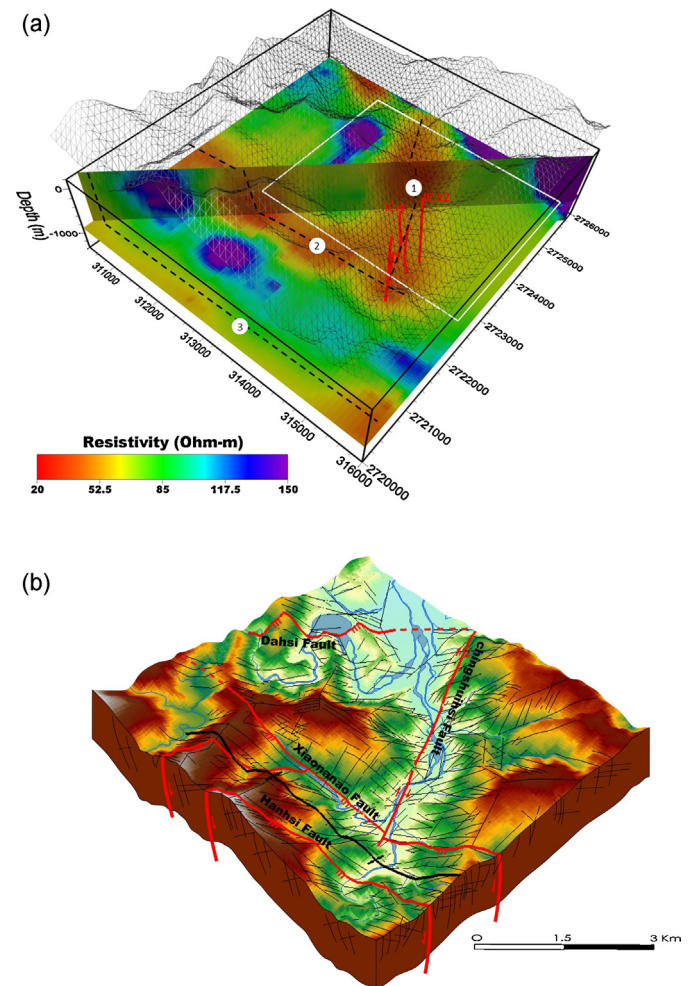 (a)
Depth (m)
0
-1000
1
2
3
IC-12
311000
312000
313000
314000
315000
316000
2720000
2721000
2722000
2723000
2724000
2725000
2726000
Resistivity (Ohm-m)
20 52.5 85 117.5 150
(b)
Dahsi Fault
Chingshuihsi Fault
Xiaonanao Fault
Hanhsi Fault
0 1.5 3 Km